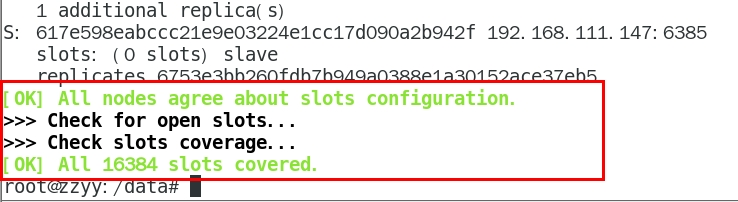 1 additional replica(s)
S: 617e598eabccc21e9e03224e1cc17d090a2b942f 192.168.111.147:6385
slots: (0 slots) slave
replicates 6753e3bb260fdb7b949a0388e1a30152ace37eb5
[OK] All nodes agree about slots configuration.
>>> Check for open slots...
>>> Check slots coverage...
[OK] All 16384 slots covered.
root@zzyy:/data#